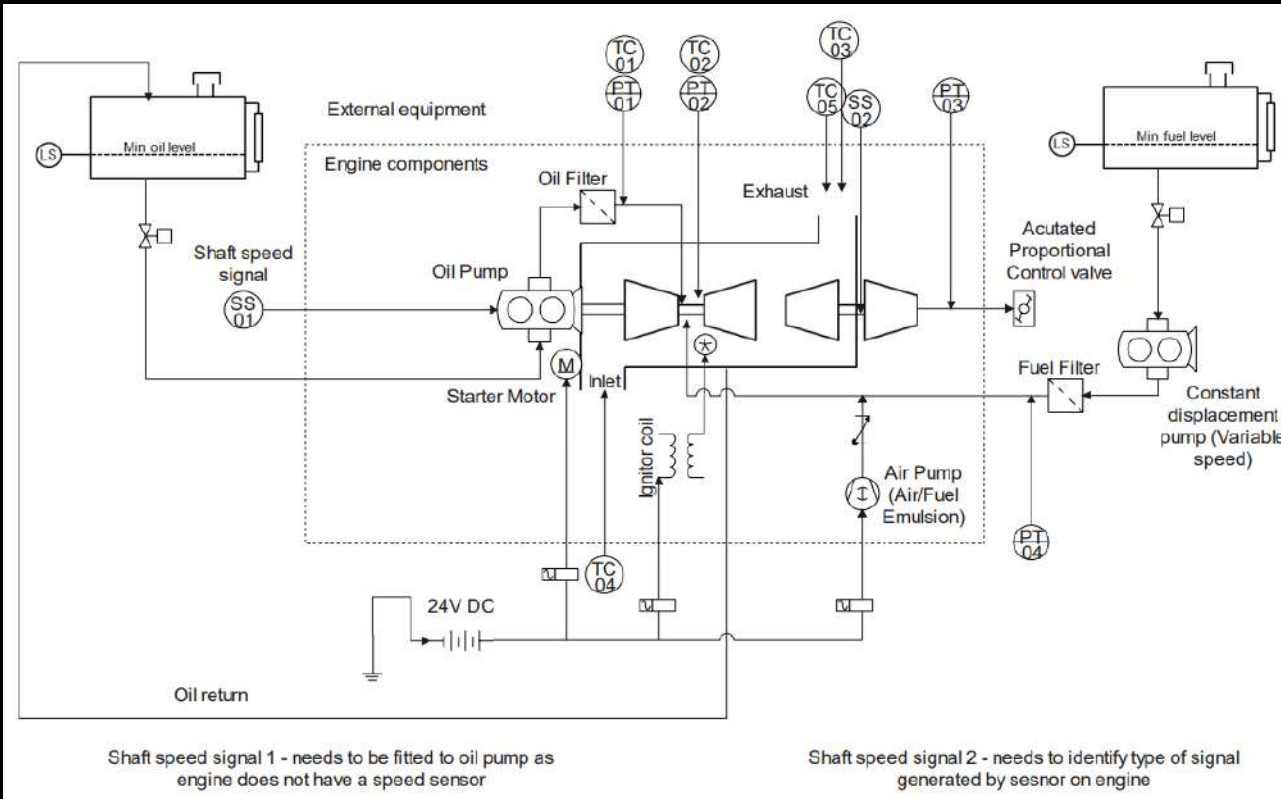 TC
01
TC
02
TC
03
PT
01
PT
02
TC
05
SS
02
PT
03
External equipment
LS
Min oil level
LS
Min fuel level
Engine components
Oil Filter
Exhaust
Shaft speed
signal
Oil Pump
Acutated
Proportional
Control valve
SS
01
M
Inlet
Starter Motor
Fuel Filter
Constant
displacement
pump (Variable
speed)
Ignitor coil
Air Pump
(Air/Fuel
Emulsion)
PT
04
TC
04
24V DC
Oil return
Shaft speed signal 1 - needs to be fitted to oil pump as
engine does not have a speed sensor
Shaft speed signal 2 - needs to identify type of signal
generated by sesnor on engine